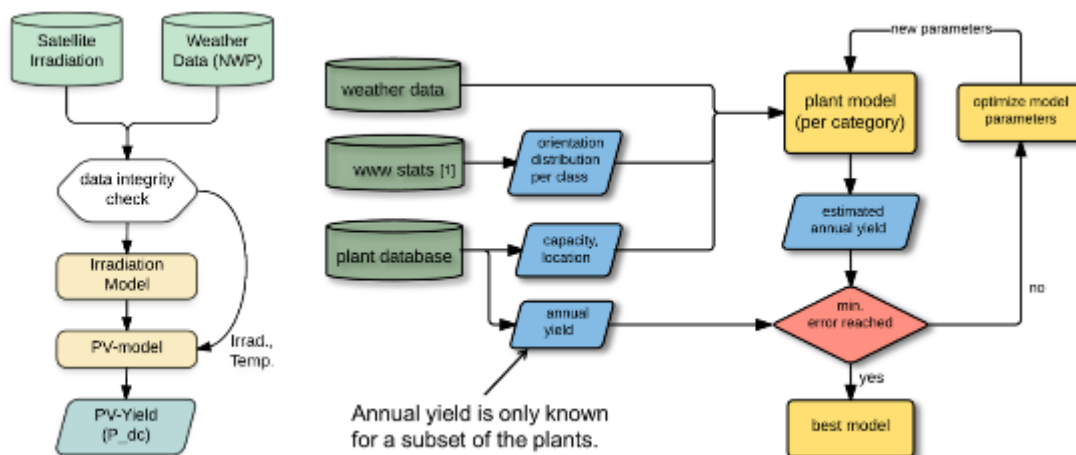 Satellite
Irradiation
Weather
Data (NWP)
data integrity
check
Irradiation
Model
PV-model
Irrad.,
Temp.
PV-Yield
(P_dc)
weather data
www stats [1]
plant database
orientation
distribution
per class
capacity,
location
annual
yield
Annual yield is only known
for a subset of the plants.
new parameters
plant model
(per category)
optimize model
parameters
estimated
annual yield
min.
error reached
no
yes
best model